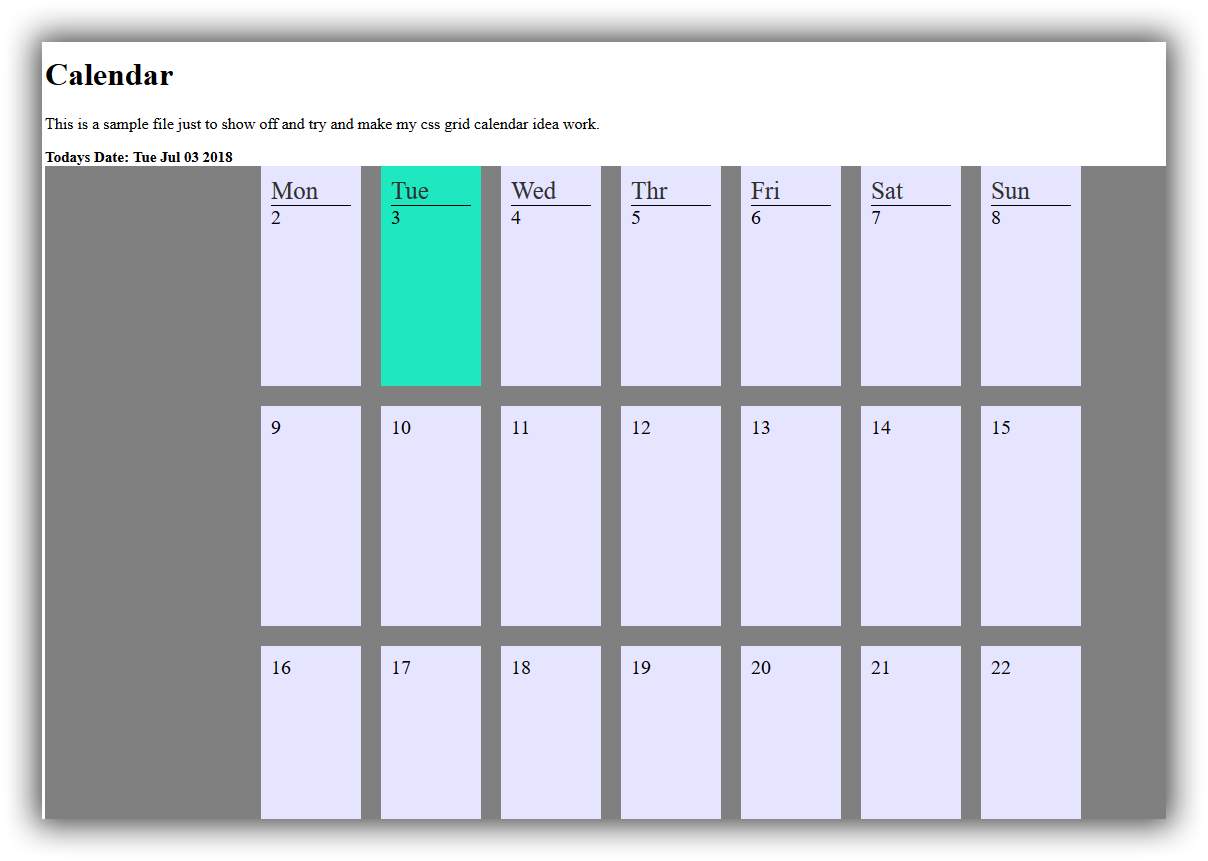 Calendar
This is a sample file just to show off and try and make my css grid calendar idea work.
Todays Date: Tue Jul 03 2018
Mon Tue Wed Thr Fri Sat Sun
2 3 4 5 6 7 8
9 10 11 12 13 14 15
16 17 18 19 20 21 22